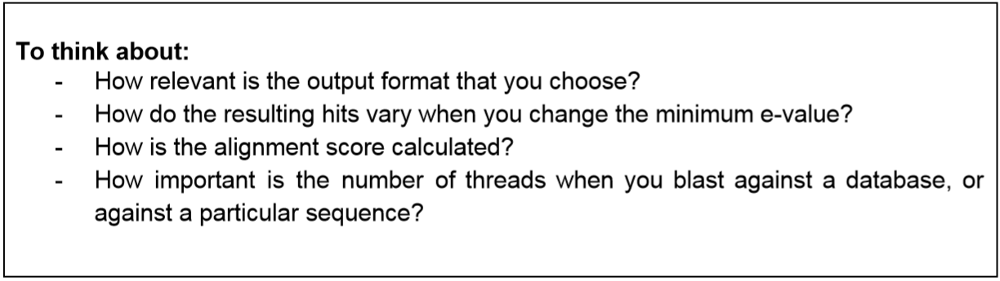 To think about:
- How relevant is the output format that you choose?
- How do the resulting hits vary when you change the minimum e-value?
- How is the alignment score calculated?
- How important is the number of threads when you blast against a database, or
against a particular sequence?